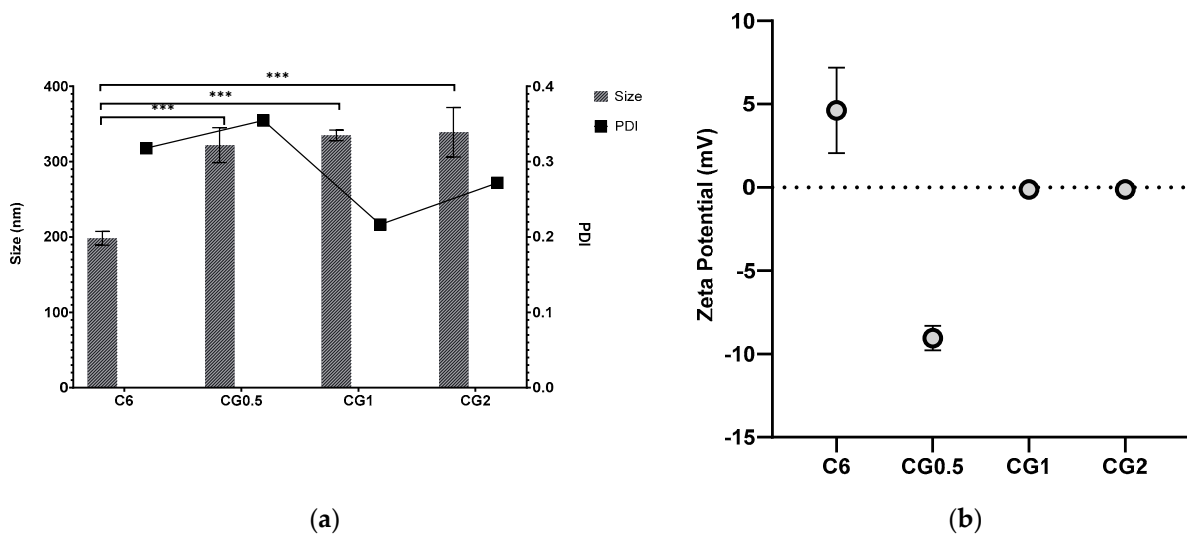 ***
***
***
400
300
200
100
0
Size (nm)
0.4
0.3
0.2
0.1
0.0
PDI
Size
PDI
C6 CG0.5 CG1 CG2
(a)
10
5
0
-5
-10
-15
Zeta Potential (mV)
C6 CG0.5 CG1 CG2
(b)